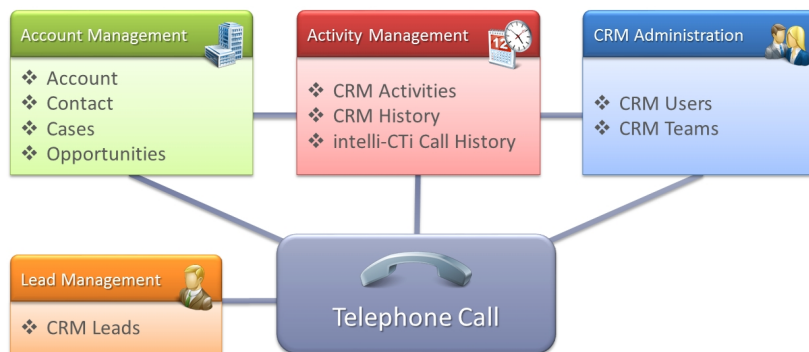 Account Management
❖ Account
❖ Contact
❖ Cases
❖ Opportunities
Activity Management
12
❖ CRM Activities
❖ CRM History
❖ intelli-CTi Call History
CRM Administration
❖ CRM Users
❖ CRM Teams
Lead Management
❖ CRM Leads
Telephone Call